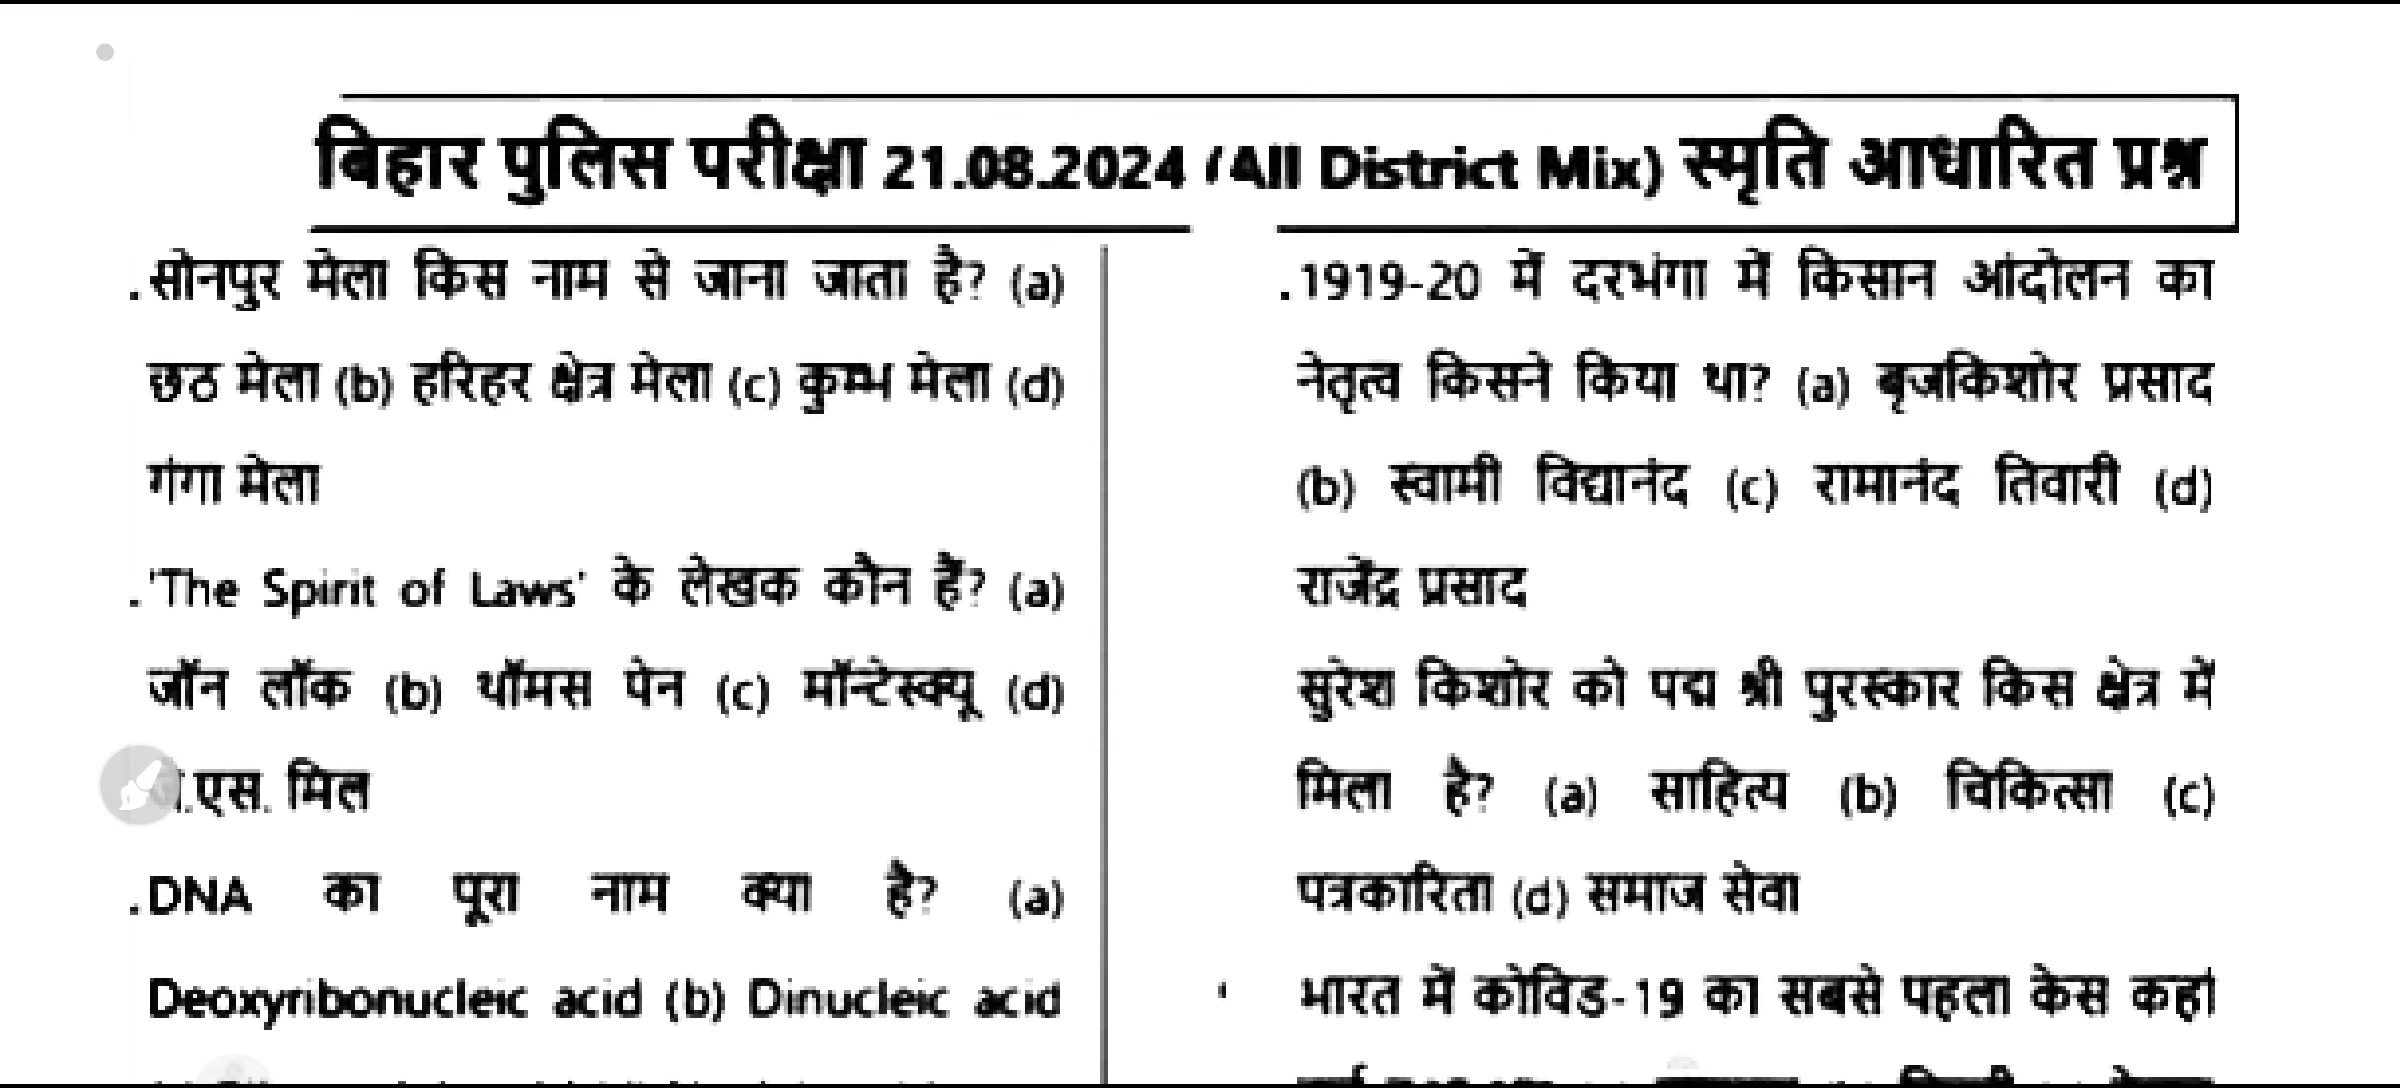 बिहार पुलिस परीक्षा 21.08.2024 (All District Mix) स्मृति आधारित प्रश्न
.सोनपुर मेला किस नाम से जाना जाता है? (a)
छठ मेला (b) हरिहर क्षेत्र मेला (c) कुम्भ मेला (d)
गंगा मेला
.'The Spirit of Laws' के लेखक कौन हैं? (a)
जॉन लॉक (b) थॉमस पेन (c) मॉन्टेस्क्यू (d)
.एस. मिल
.DNA का पूरा नाम क्या है? (a)
Deoxyribonucleic acid (b) Dinucleic acid
.1919-20 में दरभंगा में किसान आंदोलन का
नेतृत्व किसने किया था? (a) बृजकिशोर प्रसाद
(b) स्वामी विद्यानंद (c) रामानंद तिवारी (d)
राजेंद्र प्रसाद
सुरेश किशोर को पद्म श्री पुरस्कार किस क्षेत्र में
मिला है? (a) साहित्य (b) चिकित्सा (c)
पत्रकारिता (d) समाज सेवा
भारत में कोविड-19 का सबसे पहला केस कहां